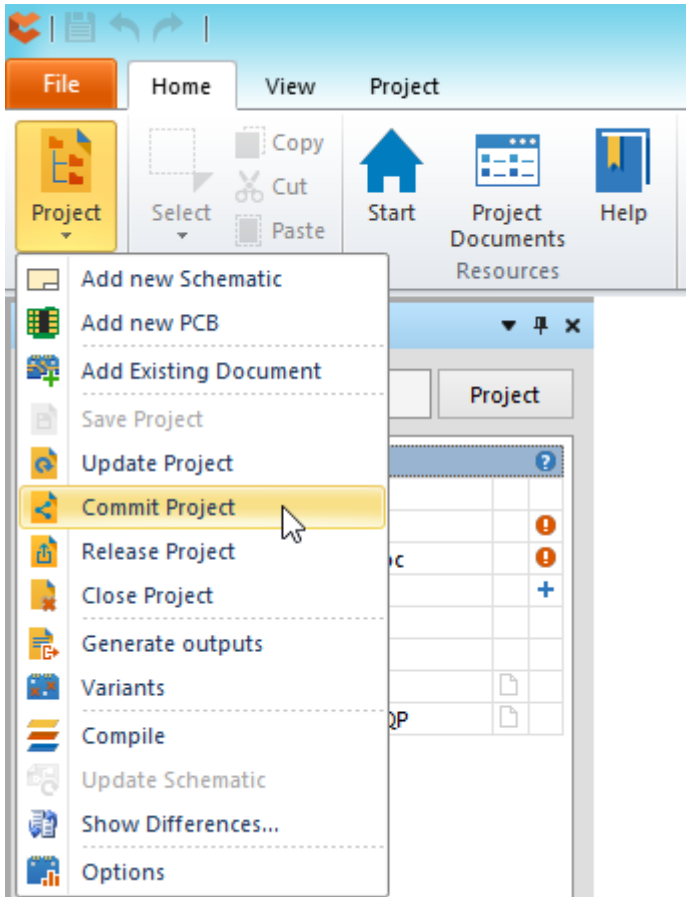 File Home View Project
Copy
Cut
Paste
Project Select Start Project Documents Help
Resources
Add new Schematic
Add new PCB
Add Existing Document
Project
Save Project
Update Project
Commit Project
Release Project
Close Project
Generate outputs
Variants
Compile
Update Schematic
Show Differences...
Options